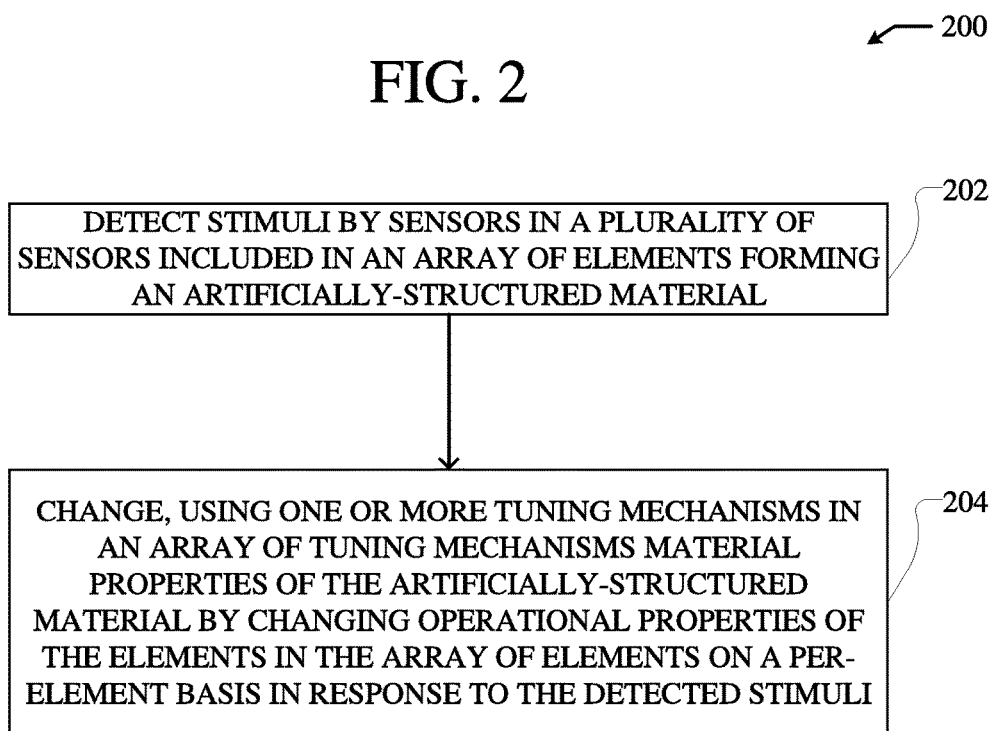 200
FIG. 2
202
DETECT STIMULI BY SENSORS IN A PLURALITY OF
SENSORS INCLUDED IN AN ARRAY OF ELEMENTS FORMING
AN ARTIFICIALLY-STRUCTURED MATERIAL
204
CHANGE, USING ONE OR MORE TUNING MECHANISMS IN
AN ARRAY OF TUNING MECHANISMS MATERIAL
PROPERTIES OF THE ARTIFICIALLY-STRUCTURED
MATERIAL BY CHANGING OPERATIONAL PROPERTIES OF
THE ELEMENTS IN THE ARRAY OF ELEMENTS ON A PER-
ELEMENT BASIS IN RESPONSE TO THE DETECTED STIMULI